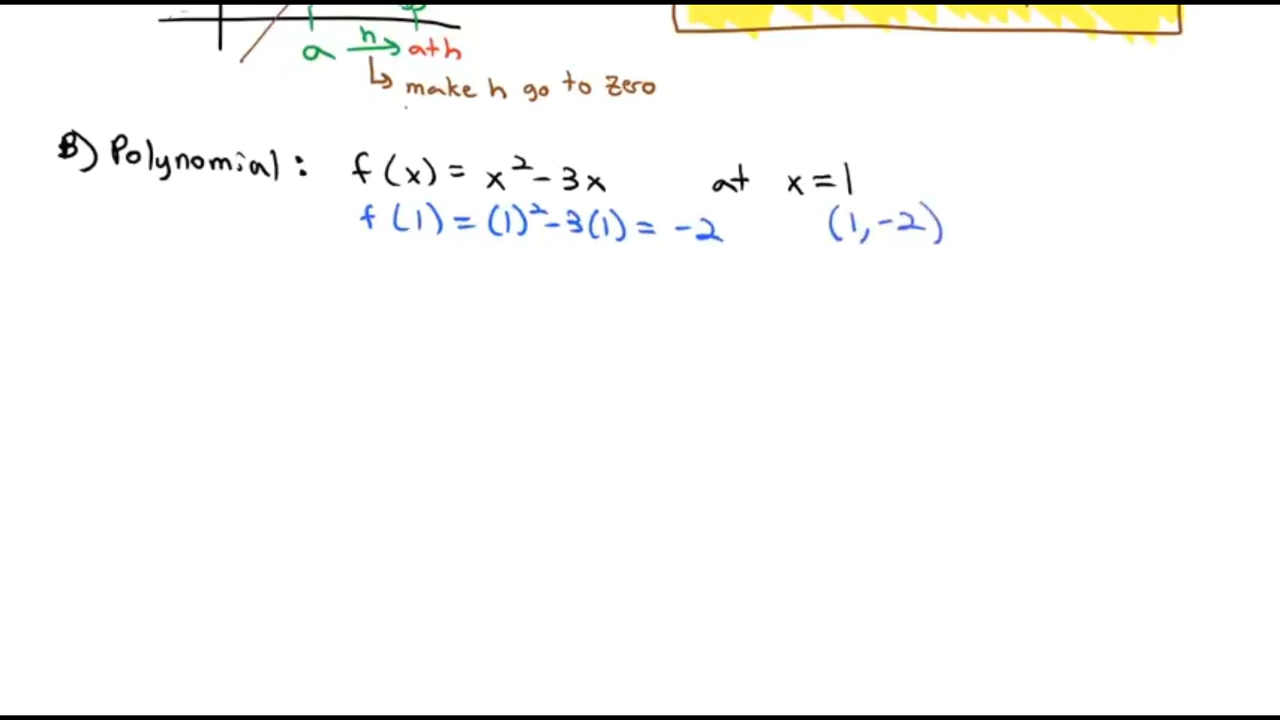 a h→ a+h
↳ make h go to zero
B) Polynomial: f(x) = x² - 3x at x = 1
f(1) = (1)² - 3(1) = -2 (1, -2)